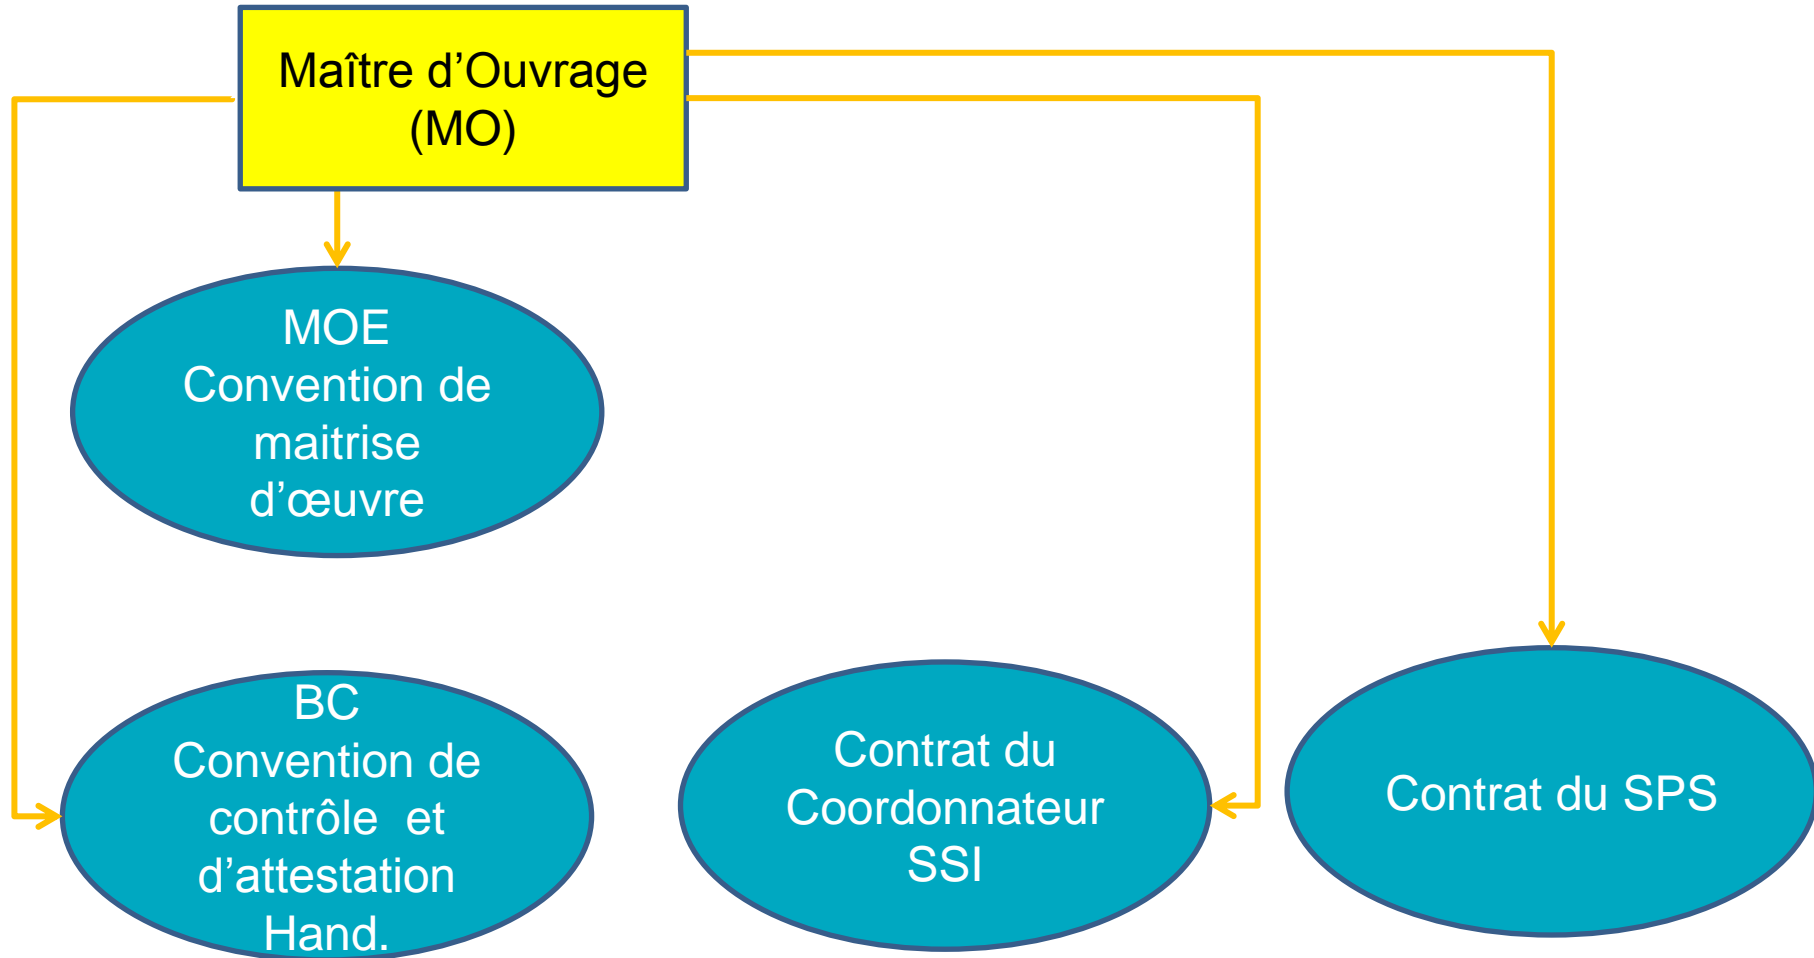 Maître d’Ouvrage
(MO)
MOE
Convention de
maitrise
d’œuvre
BC
Convention de
contrôle  et
d’attestation
Hand.
Contrat du
Coordonnateur
SSI
Contrat du SPS